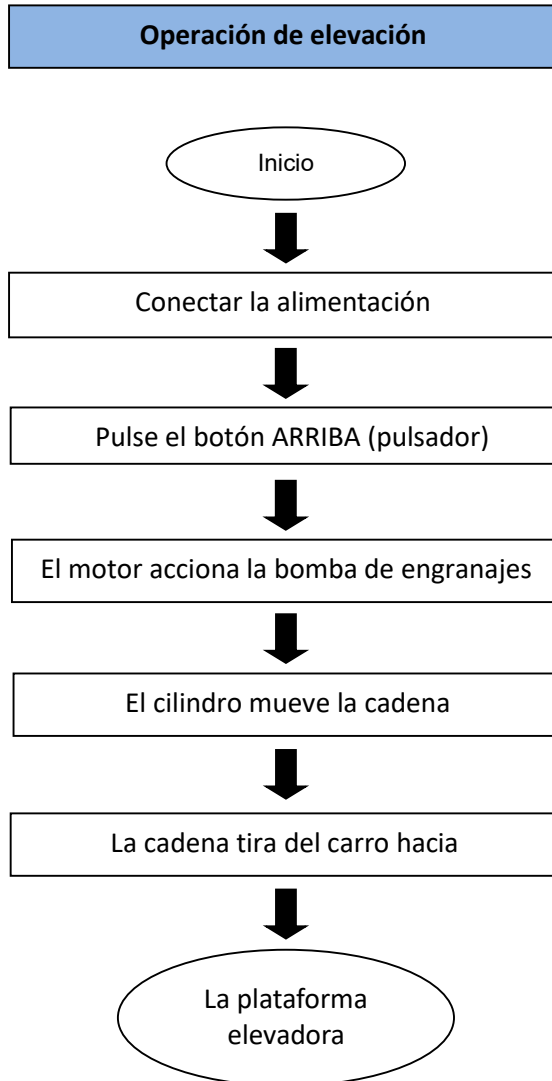 Operación de elevación
Inicio
Conectar la alimentación
Pulse el botón ARRIBA (pulsador)
El motor acciona la bomba de engranajes
El cilindro mueve la cadena
La cadena tira del carro hacia
La plataforma
elevadora